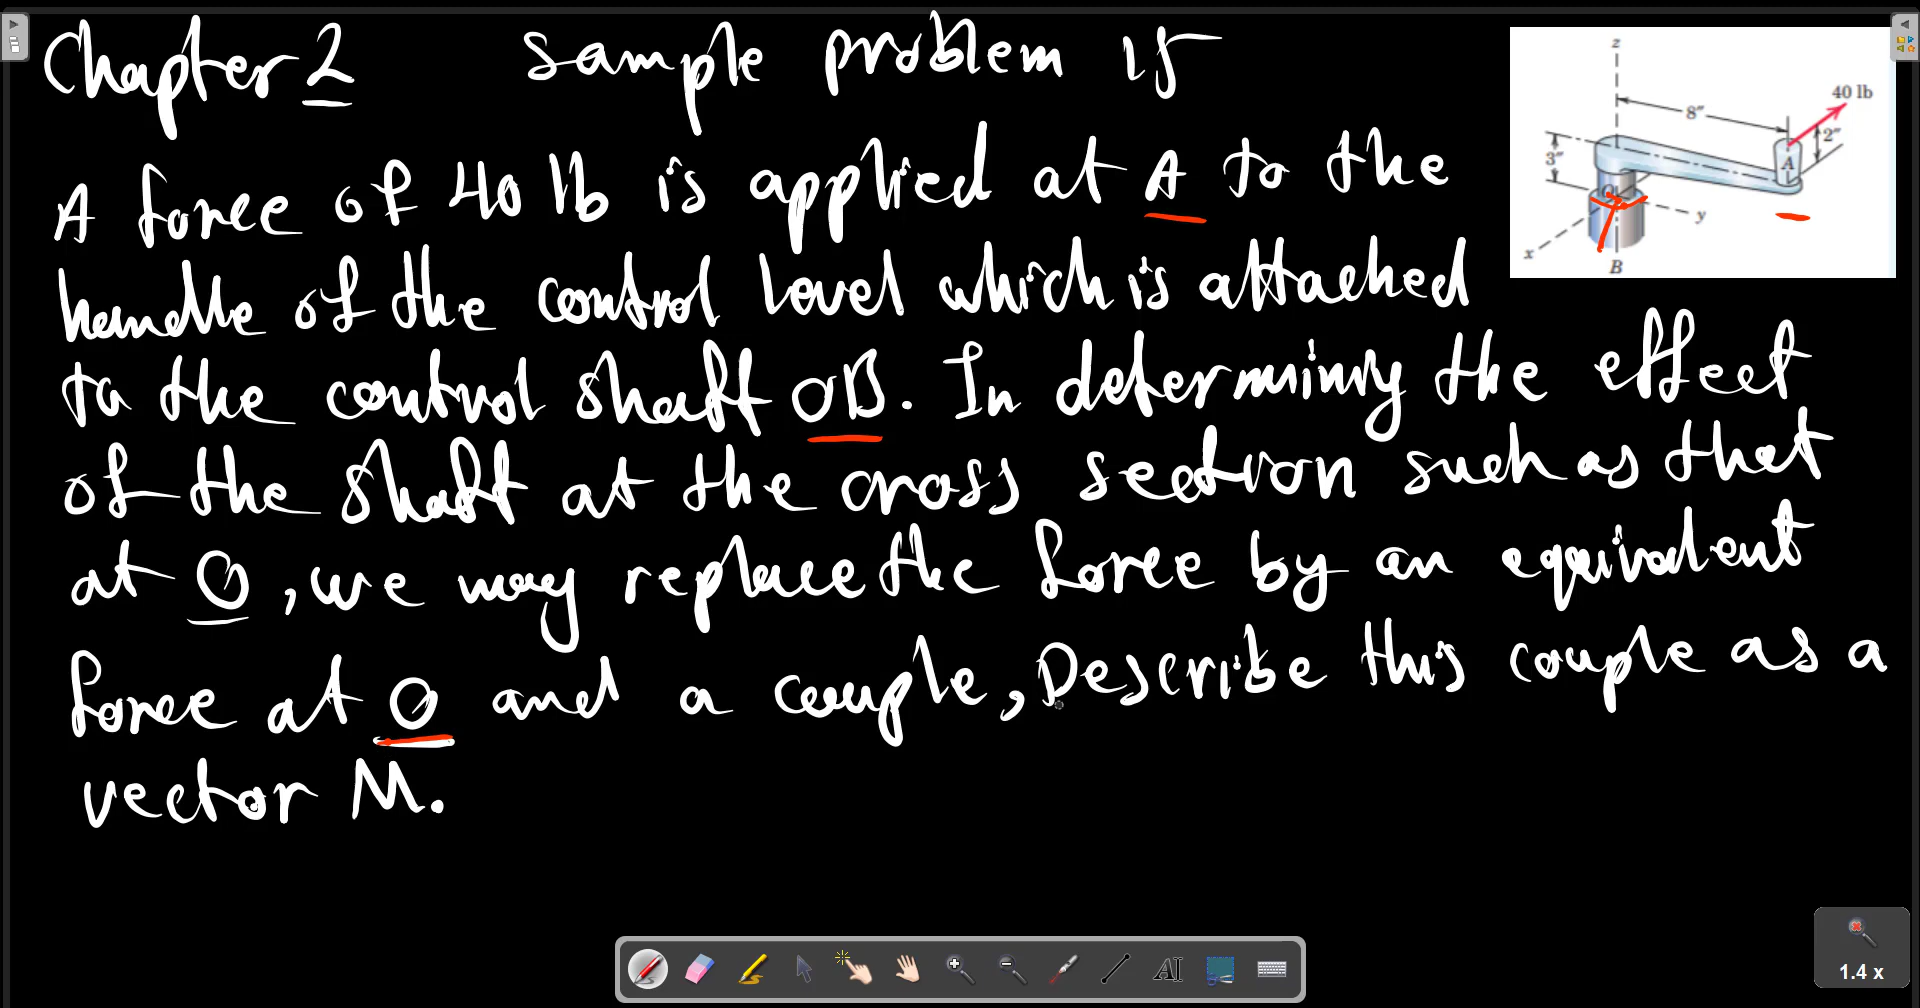 Chapter 2 Sample problem 15
A force of 40 lb is applied at A to the
handle of the control level which is attached
to the control shaft OB. In determining the effect
of the shaft at the cross section such as that
at O, we may replace the force by an equivalent
force at O and a couple, Describe this couple as a
vector M.
z
40 lb
8"
2"
A
3"
O
y
x
B
AI
1.4 x